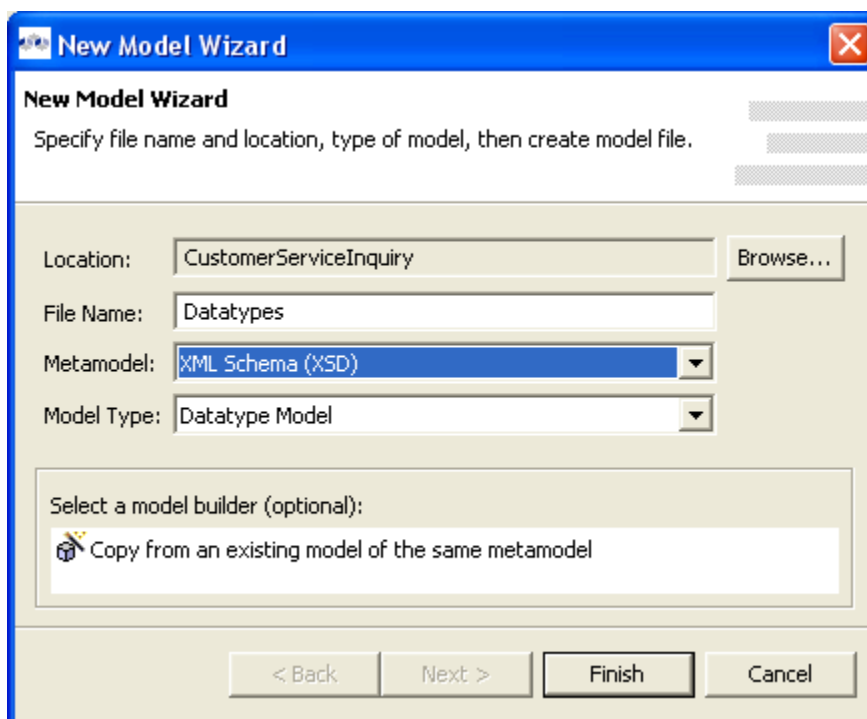 New Model Wizard
New Model Wizard
Specify file name and location, type of model, then create model file.
Location: CustomerServiceInquiry Browse...
File Name: Datatypes
Metamodel: XML Schema (XSD)
Model Type: Datatype Model
Select a model builder (optional):
Copy from an existing model of the same metamodel
< Back Next > Finish Cancel